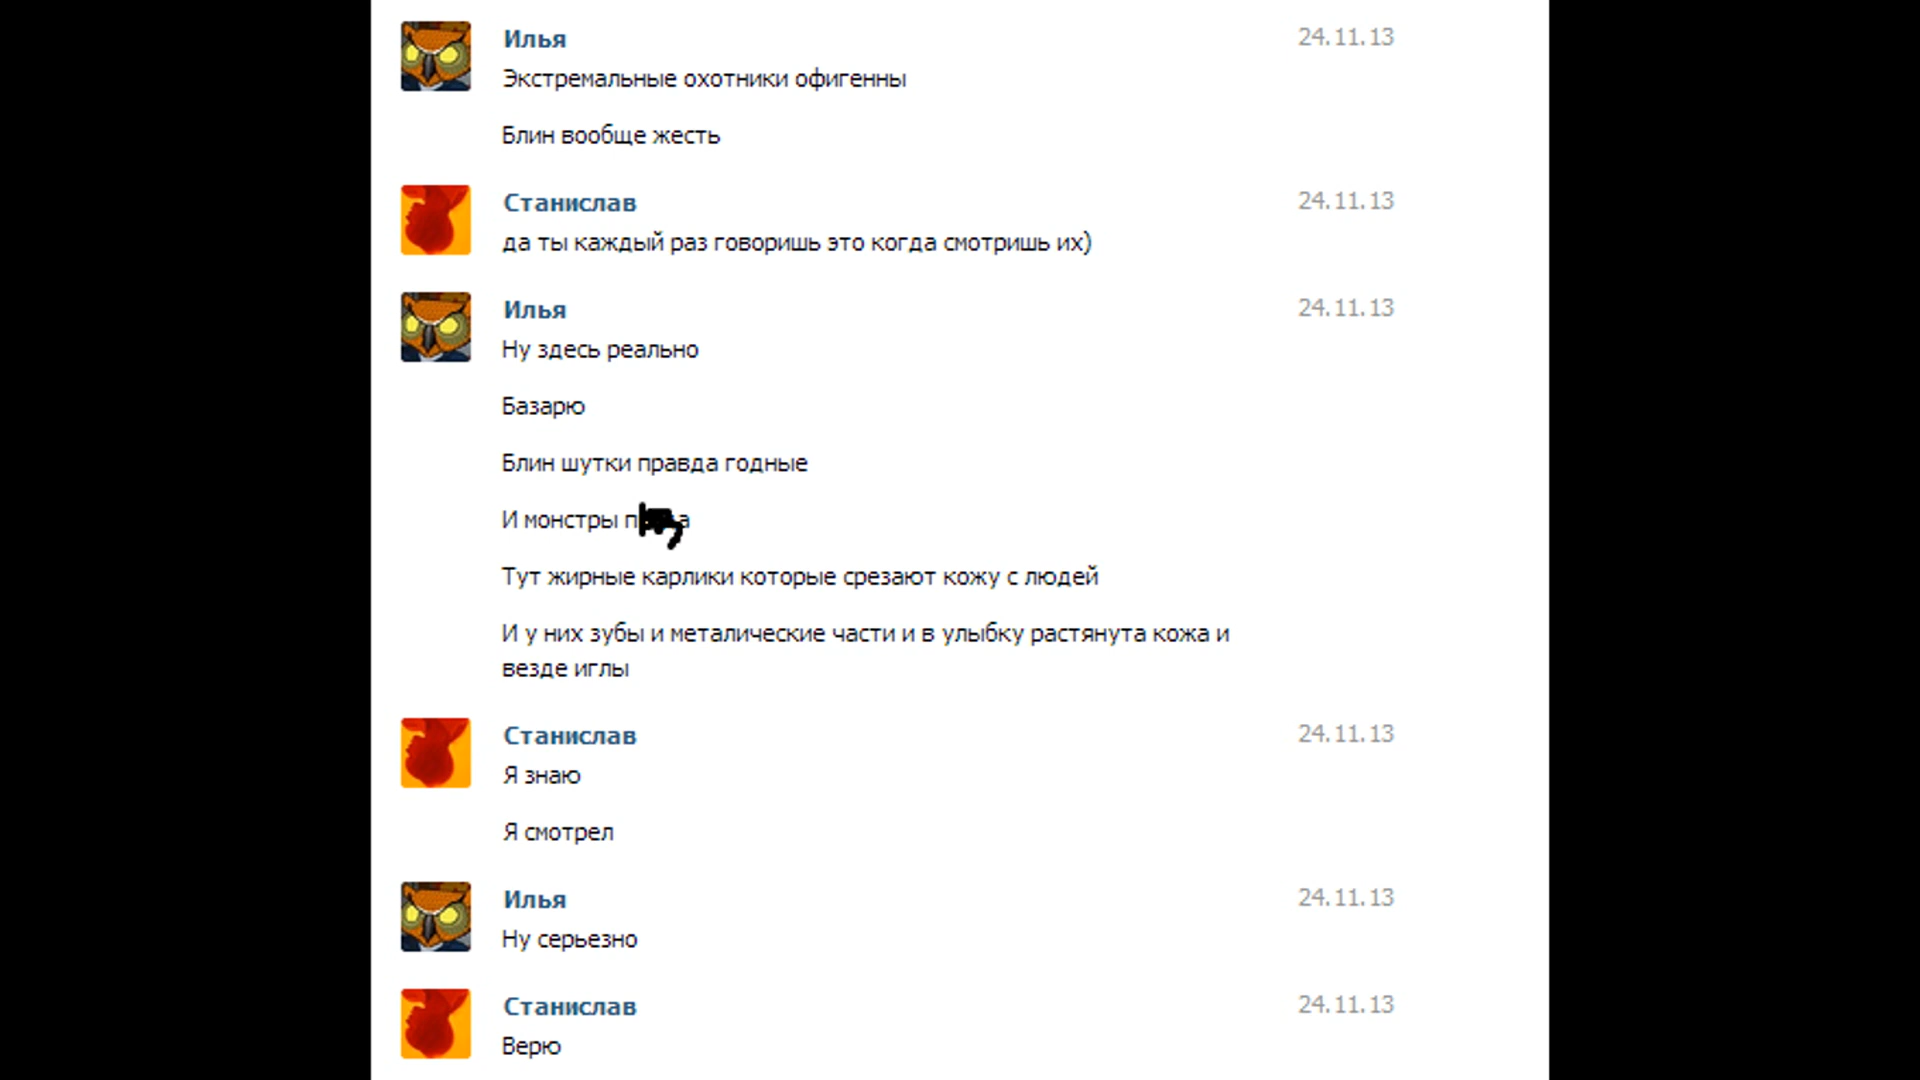 Илья 24.11.13
Экстремальные охотники офигенны
Блин вообще жесть
Станислав 24.11.13
да ты каждый раз говоришь это когда смотришь их)
Илья 24.11.13
Ну здесь реально
Базарю
Блин шутки правда годные
И монстры
Тут жирные карлики которые срезают кожу с людей
И у них зубы и металические части и в улыбку растянута кожа и
везде иглы
Станислав 24.11.13
Я знаю
Я смотрел
Илья 24.11.13
Ну серьезно
Станислав 24.11.13
Верю